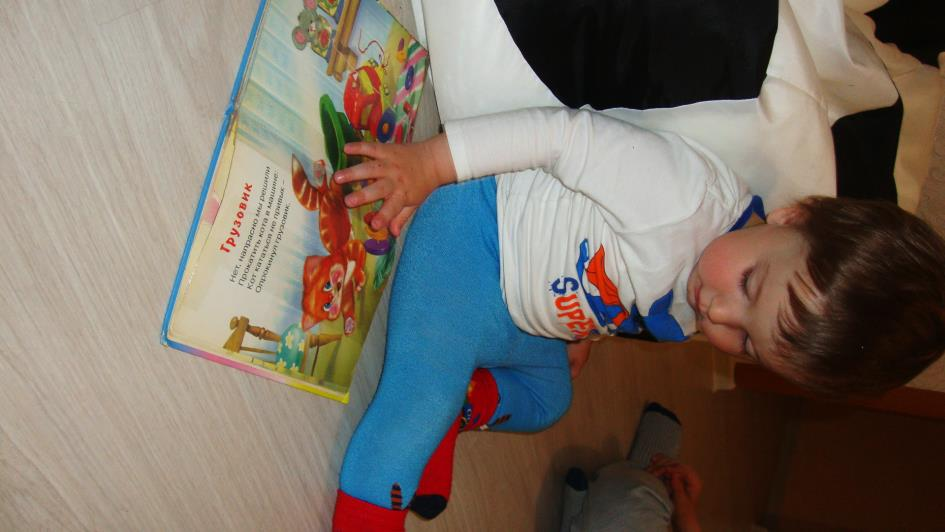 Грузовик
Нет, напрасно мы решили
Прокатить кота в машине:
Кот кататься не привык –
Опрокинул грузовик.
SUPER